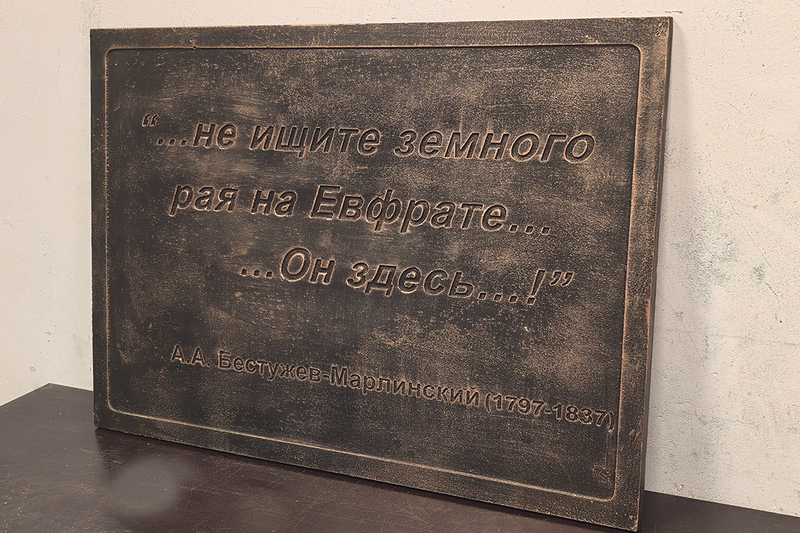 “...не ищите земного
рая на Евфрате...
...Он здесь....!”
А.А. Бестужев-Марлинский (1797-1837)